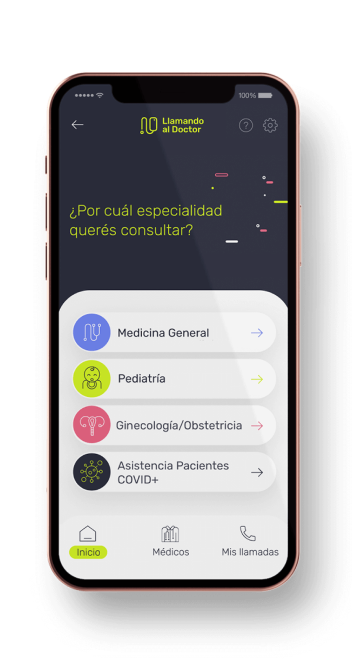 100%
Llamando
al Doctor
?
¿Por cuál especialidad
querés consultar?
Medicina General
Pediatría
Ginecología/Obstetricia
Asistencia Pacientes
COVID+
Inicio
Médicos
Mis llamadas